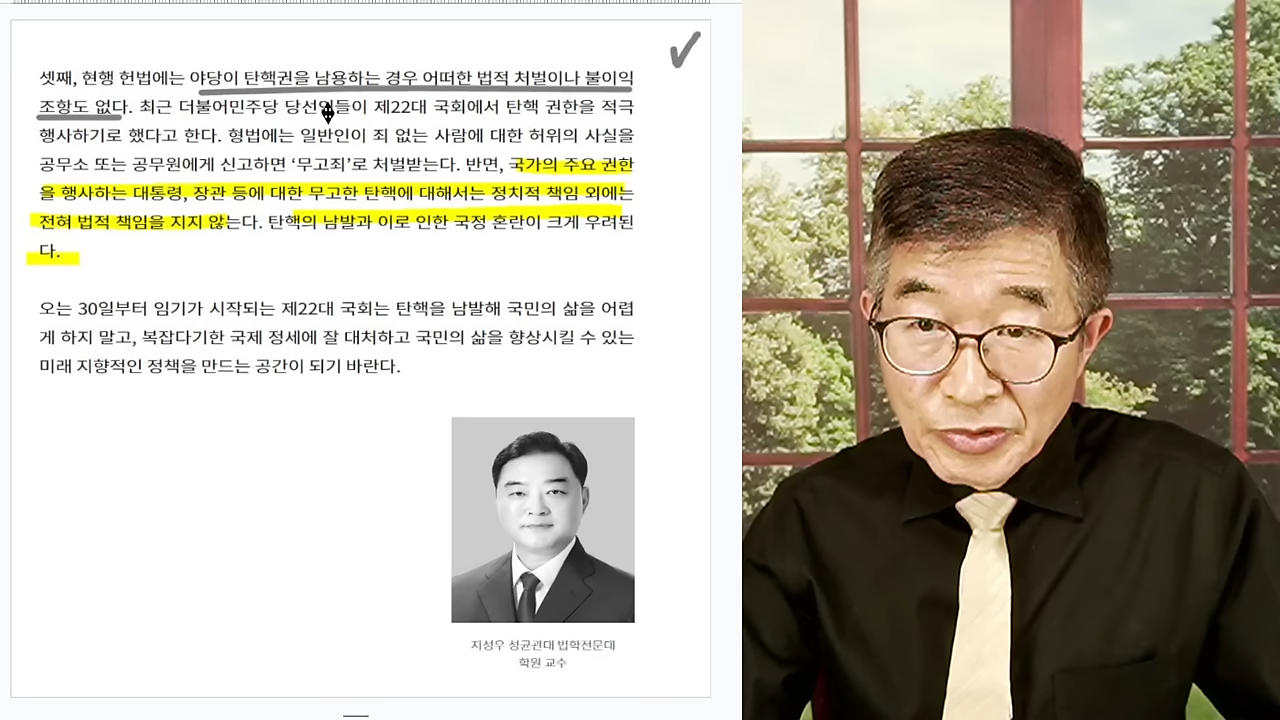 셋째, 현행 헌법에는 야당이 탄핵권을 남용하는 경우 어떠한 법적 처벌이나 불이익
조항도 없다. 최근 더불어민주당 당선인들이 제22대 국회에서 탄핵 권한을 적극
행사하기로 했다고 한다. 형법에는 일반인이 죄 없는 사람에 대한 허위의 사실을
공무소 또는 공무원에게 신고하면 ‘무고죄’로 처벌받는다. 반면, 국가의 주요 권한
을 행사하는 대통령, 장관 등에 대한 무고한 탄핵에 대해서는 정치적 책임 외에는
전혀 법적 책임을 지지 않는다. 탄핵의 남발과 이로 인한 국정 혼란이 크게 우려된
다.
오는 30일부터 임기가 시작되는 제22대 국회는 탄핵을 남발해 국민의 삶을 어렵
게 하지 말고, 복잡다기한 국제 정세에 잘 대처하고 국민의 삶을 향상시킬 수 있는
미래 지향적인 정책을 만드는 공간이 되기 바란다.
지성우 성균관대 법학전문대
학원 교수